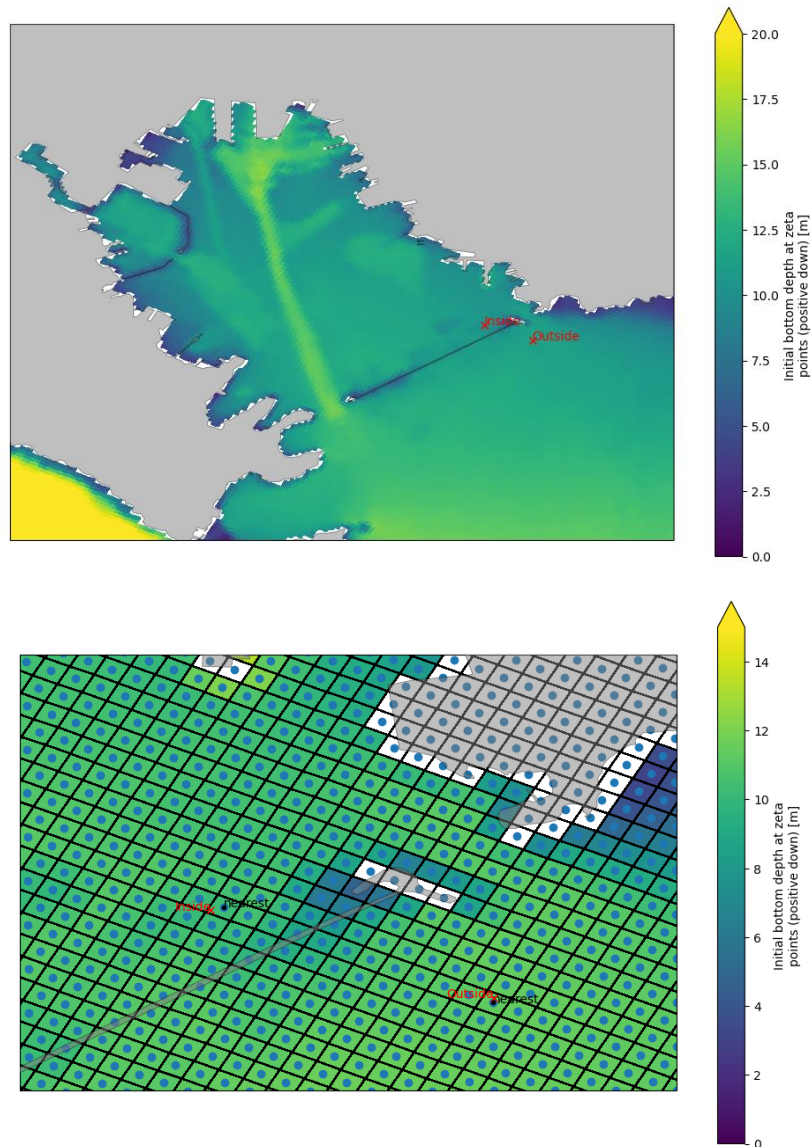 20.0
17.5
15.0
12.5
10.0
7.5
5.0
2.5
0.0
Initial bottom depth at zeta
points (positive down) [m]
Inside
Outside
14
12
10
8
6
4
2
0
Initial bottom depth at zeta
points (positive down) [m]
Inside
nearest
Outside
nearest